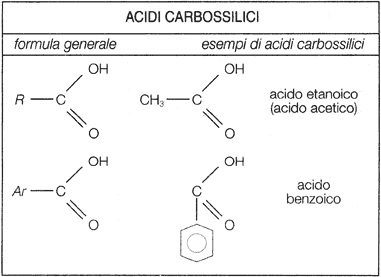 ACIDI CARBOSSILICI
formula generale esempi di acidi carbossilici
OH OH
R — C CH₃ — C acido etanoico
(acido acetico)
O O
OH OH
Ar — C C acido
benzoico
O O